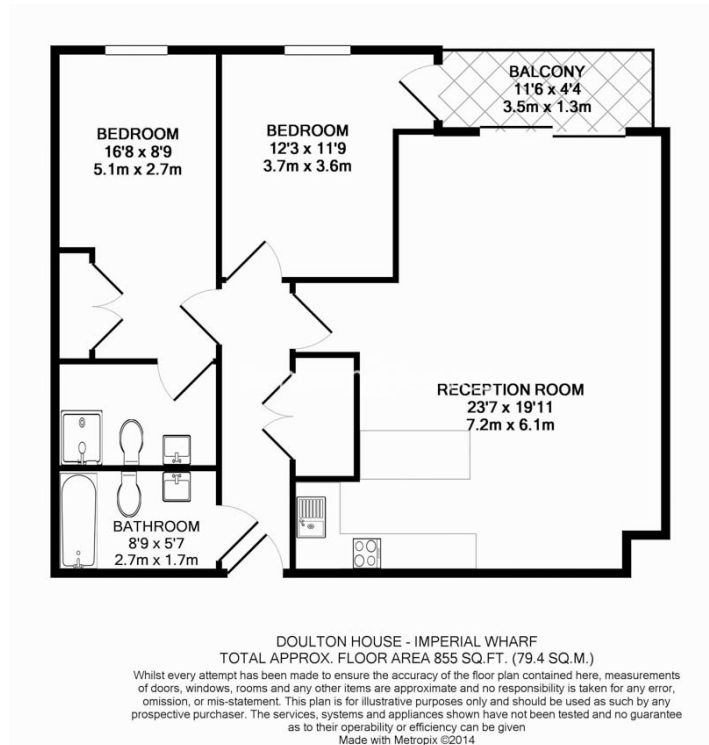 BALCONY
11'6 x 4'4
3.5m x 1.3m
BEDROOM
16'8 x 8'9
5.1m x 2.7m
BEDROOM
12'3 x 11'9
3.7m x 3.6m
RECEPTION ROOM
23'7 x 19'11
7.2m x 6.1m
BATHROOM
8'9 x 5'7
2.7m x 1.7m
DOULTON HOUSE - IMPERIAL WHARF
TOTAL APPROX. FLOOR AREA 855 SQ.FT. (79.4 SQ.M.)
Whilst every attempt has been made to ensure the accuracy of the floor plan contained here, measurements
of doors, windows, rooms and any other items are approximate and no responsibility is taken for any error,
omission, or mis-statement. This plan is for illustrative purposes only and should be used as such by any
prospective purchaser. The services, systems and appliances shown have not been tested and no guarantee
as to their operability or efficiency can be given
Made with Metropix ©2014